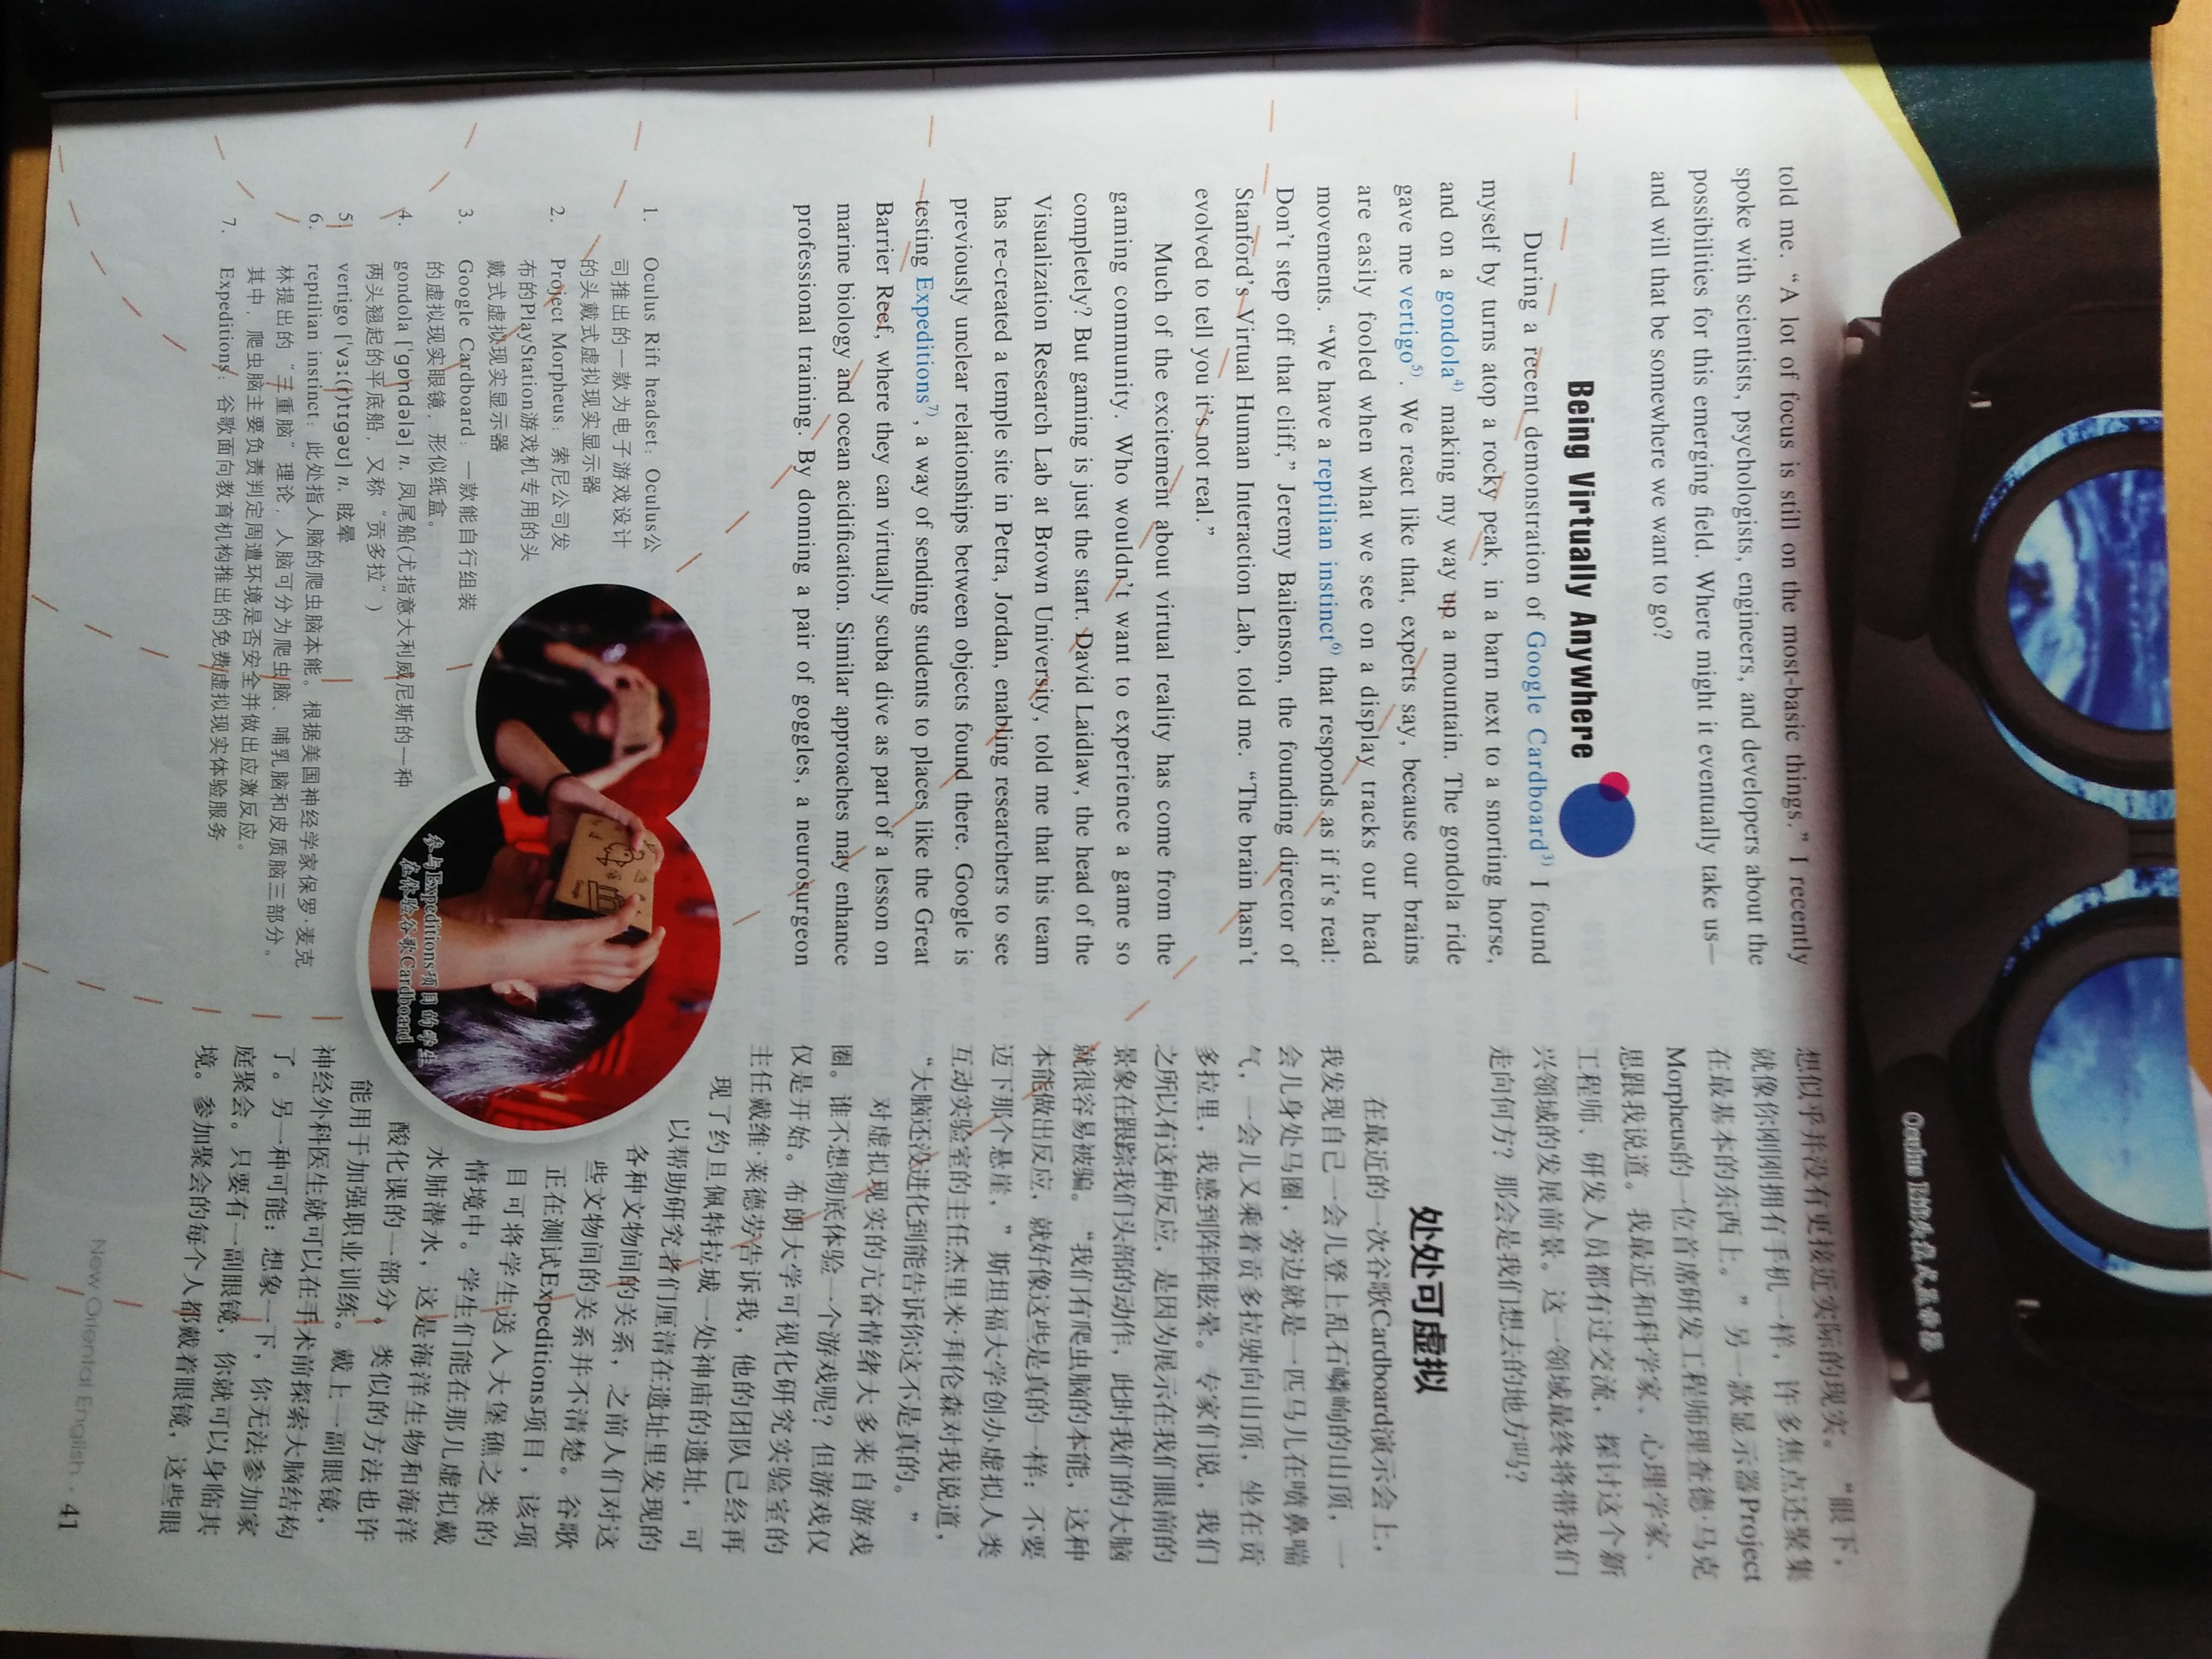 told me. “A lot of focus is still on the most-basic things.” I recently
spoke with scientists, psychologists, engineers, and developers about the
possibilities for this emerging field. Where might it eventually take us—
and will that be somewhere we want to go?
Being Virtually Anywhere
During a recent demonstration of Google Cardboard3) I found
myself by turns atop a rocky peak, in a barn next to a snorting horse,
and on a gondola4) making my way up a mountain. The gondola ride
gave me vertigo5). We react like that, experts say, because our brains
are easily fooled when what we see on a display tracks our head
movements. “We have a reptilian instinct6) that responds as if it’s real:
Don’t step off that cliff,” Jeremy Bailenson, the founding director of
Stanford’s Virtual Human Interaction Lab, told me. “The brain hasn’t
evolved to tell you it’s not real.”
Much of the excitement about virtual reality has come from the
gaming community. Who wouldn’t want to experience a game so
completely? But gaming is just the start. David Laidlaw, the head of the
Visualization Research Lab at Brown University, told me that his team
has re-created a temple site in Petra, Jordan, enabling researchers to see
previously unclear relationships between objects found there. Google is
testing Expeditions7), a way of sending students to places like the Great
Barrier Reef, where they can virtually scuba dive as part of a lesson on
marine biology and ocean acidification. Similar approaches may enhance
professional training. By donning a pair of goggles, a neurosurgeon
1. Oculus Rift headset: Oculus公
司推出的一款为电子游戏设计
的头戴式虚拟现实显示器
2. Project Morpheus: 索尼公司发
布的PlayStation游戏机专用的头
戴式虚拟现实显示器
3. Google Cardboard: 一款能自行组装
的虚拟现实眼镜，形似纸盒。
4. gondola [ˈɡɒndələ] n. 凤尾船(尤指意大利威尼斯的一种
两头翘起的平底船，又称“贡多拉”)
5. vertigo [ˈvɜː(r)tɪɡəʊ] n. 眩晕
6. reptilian instinct: 此处指人脑的爬虫脑本能。根据美国神经学家保罗·麦克
林提出的“三重脑”理论，人脑可分为爬虫脑、哺乳脑和皮质脑三部分。
其中，爬虫脑主要负责判定周遭环境是否安全并做出应激反应。
7. Expeditions: 谷歌面向教育机构推出的免费虚拟现实体验服务
参与Expeditions项目的学生
在体验谷歌Cardboard
Oculus Rift头戴显示器
想似乎并没有更接近实际的现实。“眼下，
就像你刚刚拥有手机一样，许多焦点还聚集
在最基本的东西上。”另一款显示器Project
Morpheus的一位首席研发工程师理查德·马克
思跟我说道。我最近和科学家、心理学家、
工程师、研发人员都有过交流，探讨这个新
兴领域的发展前景。这一领域最终将带我们
走向何方？那会是我们想去的地方吗？
处处可虚拟
在最近的一次谷歌Cardboard演示会上，
我发现自己一会儿登上乱石嶙峋的山顶，一
会儿身处马圈，旁边就是一匹马儿在喷鼻喘
气，一会儿又乘着贡多拉驶向山顶，坐在贡
多拉里，我感到阵阵眩晕。专家们说，我们
之所以有这种反应，是因为展示在我们眼前的
景象在跟踪我们头部的动作，此时我们的大脑
就很容易被骗。“我们有爬虫脑的本能，这种
本能做出反应，就好像这些是真的一样：不要
迈下那个悬崖，”斯坦福大学创办虚拟人类
互动实验室的主任杰里米·拜伦森对我说道，
“大脑还没进化到能告诉你这不是真的。”
对虚拟现实的亢奋情绪大多来自游戏
圈。谁不想彻底体验一个游戏呢？但游戏仅
仅是开始。布朗大学可视化研究实验室的
主任戴维·莱德劳告诉我，他的团队已经再
现了约旦佩特拉城一处神庙的遗址，可
以帮助研究者们厘清在遗址里发现的
各种文物间的关系，之前人们对这
些文物间的关系并不清楚。谷歌
正在测试Expeditions项目，该项
目可将学生送入大堡礁之类的
情境中。学生们能在那儿虚拟戴
水肺潜水，这是海洋生物和海洋
酸化课的一部分。类似的方法也许
能用于加强职业训练。戴上一副眼镜，
神经外科医生就可以在手术前探索大脑结构
了。另一种可能：想象一下，你无法参加家
庭聚会。只要有一副眼镜，你就可以身临其
境。参加聚会的每个人都戴着眼镜，这些眼
New Oriental English · 41